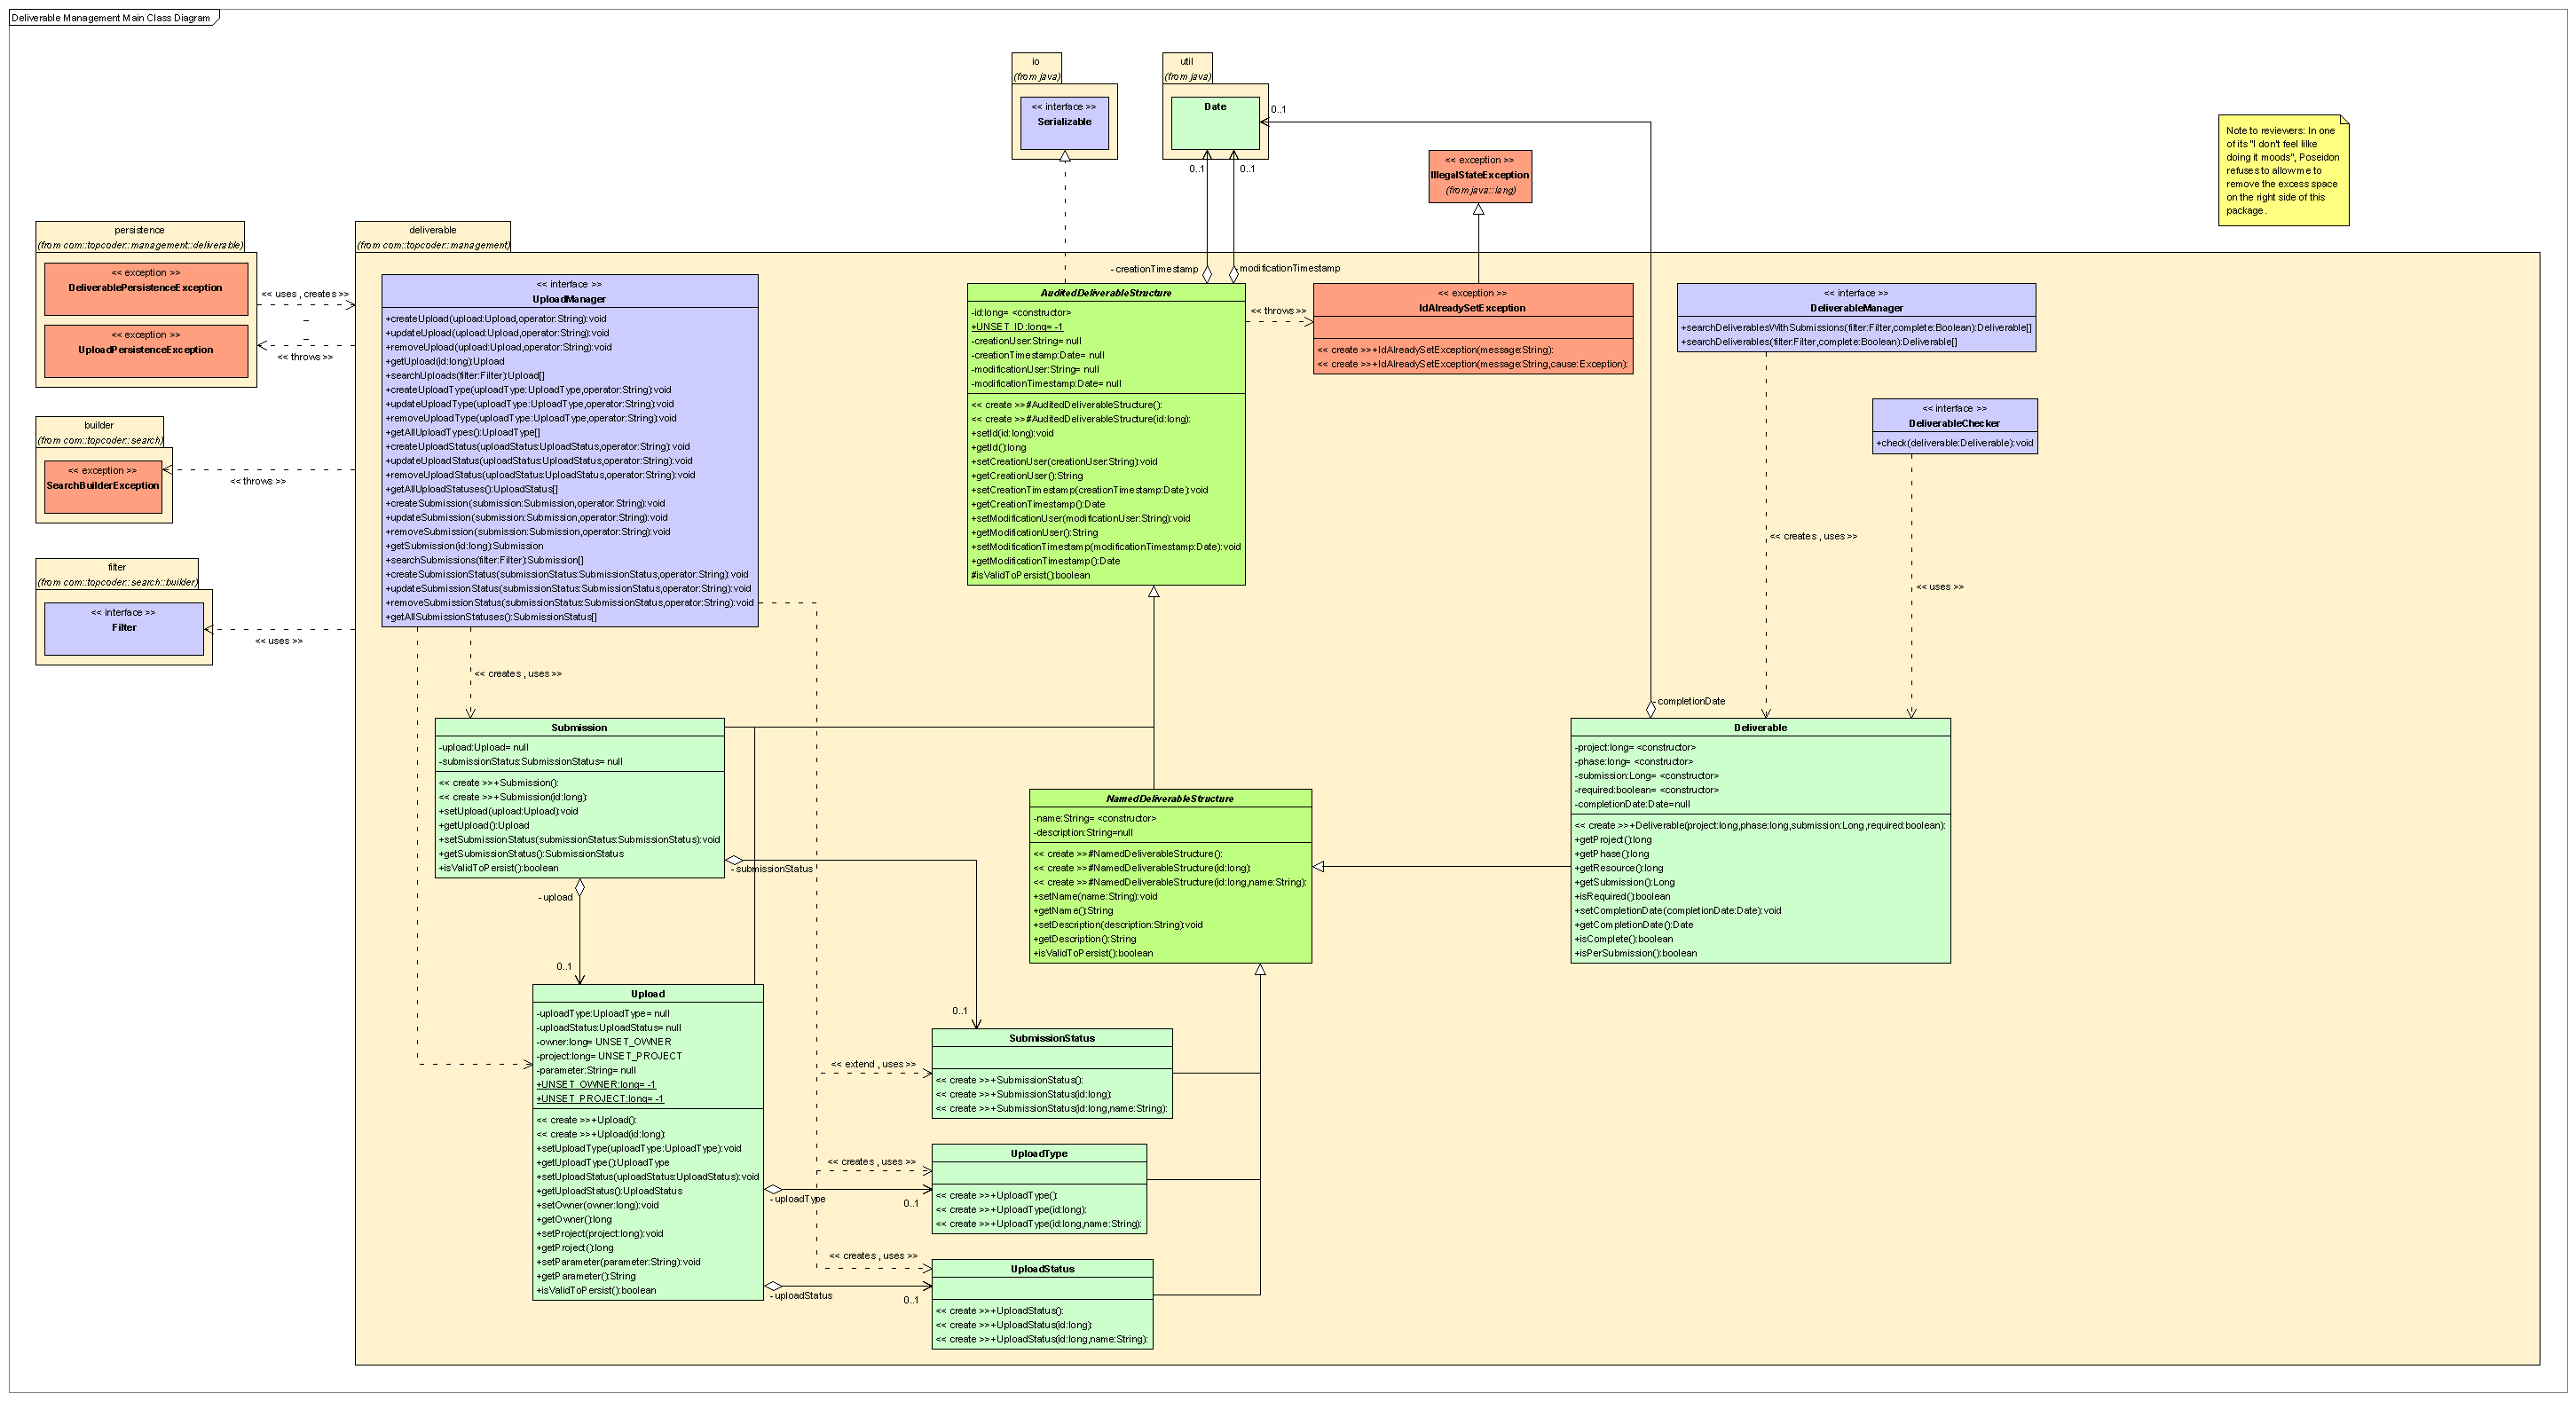 Deliverable Management Main Class Diagram
io
(from java)
<< interface >>
Serializable
util
(from java)
Date
0..1
0..1
0..1
<< exception >>
IllegalStateException
(from java::lang)
Note to reviewers: In one
of its "I don't feel lilke
doing it moods", Poseidon
refuses to allow me to
remove the excess space
on the right side of this
package.
persistence
(from com::topcoder::management::deliverable)
<< exception >>
DeliverablePersistenceException
<< exception >>
UploadPersistenceException
<< uses , creates >>
<< throws >>
builder
(from com::topcoder::search)
<< exception >>
SearchBuilderException
<< throws >>
filter
(from com::topcoder::search::builder)
<< interface >>
Filter
<< uses >>
deliverable
(from com::topcoder::management)
<< interface >>
UploadManager
+createUpload(upload:Upload,operator:String):void
+updateUpload(upload:Upload,operator:String):void
+removeUpload(upload:Upload,operator:String):void
+getUpload(id:long):Upload
+searchUploads(filter:Filter):Upload[]
+createUploadType(uploadType:UploadType,operator:String):void
+updateUploadType(uploadType:UploadType,operator:String):void
+removeUploadType(uploadType:UploadType,operator:String):void
+getAllUploadTypes():UploadType[]
+createUploadStatus(uploadStatus:UploadStatus,operator:String):void
+updateUploadStatus(uploadStatus:UploadStatus,operator:String):void
+removeUploadStatus(uploadStatus:UploadStatus,operator:String):void
+getAllUploadStatuses():UploadStatus[]
+createSubmission(submission:Submission,operator:String):void
+updateSubmission(submission:Submission,operator:String):void
+removeSubmission(submission:Submission,operator:String):void
+getSubmission(id:long):Submission
+searchSubmissions(filter:Filter):Submission[]
+createSubmissionStatus(submissionStatus:SubmissionStatus,operator:String):void
+updateSubmissionStatus(submissionStatus:SubmissionStatus,operator:String):void
+removeSubmissionStatus(submissionStatus:SubmissionStatus,operator:String):void
+getAllSubmissionStatuses():SubmissionStatus[]
- creationTimestamp
- modificationTimestamp
AuditedDeliverableStructure
-id:long= <constructor>
+UNSET_ID:long= -1
-creationUser:String= null
-creationTimestamp:Date= null
-modificationUser:String= null
-modificationTimestamp:Date= null
<< create >>#AuditedDeliverableStructure():
<< create >>#AuditedDeliverableStructure(id:long):
+setId(id:long):void
+getId():long
+setCreationUser(creationUser:String):void
+getCreationUser():String
+setCreationTimestamp(creationTimestamp:Date):void
+getCreationTimestamp():Date
+setModificationUser(modificationUser:String):void
+getModificationUser():String
+setModificationTimestamp(modificationTimestamp:Date):void
+getModificationTimestamp():Date
#isValidToPersist():boolean
<< throws >>
<< exception >>
IdAlreadySetException
<< create >>+IdAlreadySetException(message:String):
<< create >>+IdAlreadySetException(message:String,cause:Exception):
<< interface >>
DeliverableManager
+searchDeliverablesWithSubmissions(filter:Filter,complete:Boolean):Deliverable[]
+searchDeliverables(filter:Filter,complete:Boolean):Deliverable[]
<< interface >>
DeliverableChecker
+check(deliverable:Deliverable):void
<< creates , uses >>
<< uses >>
<< creates , uses >>
- completionDate
Submission
-upload:Upload= null
-submissionStatus:SubmissionStatus= null
<< create >>+Submission():
<< create >>+Submission(id:long):
+setUpload(upload:Upload):void
+getUpload():Upload
+setSubmissionStatus(submissionStatus:SubmissionStatus):void
+getSubmissionStatus():SubmissionStatus
+isValidToPersist():boolean
- submissionStatus
- upload
0..1
NamedDeliverableStructure
-name:String= <constructor>
-description:String=null
<< create >>#NamedDeliverableStructure():
<< create >>#NamedDeliverableStructure(id:long):
<< create >>#NamedDeliverableStructure(id:long,name:String):
+setName(name:String):void
+getName():String
+setDescription(description:String):void
+getDescription():String
+isValidToPersist():boolean
Deliverable
-project:long= <constructor>
-phase:long= <constructor>
-submission:Long= <constructor>
-required:boolean= <constructor>
-completionDate:Date=null
<< create >>+Deliverable(project:long,phase:long,submission:Long,required:boolean):
+getProject():long
+getPhase():long
+getResource():long
+getSubmission():Long
+isRequired():boolean
+setCompletionDate(completionDate:Date):void
+getCompletionDate():Date
+isComplete():boolean
+isPerSubmission():boolean
Upload
-uploadType:UploadType= null
-uploadStatus:UploadStatus= null
-owner:long= UNSET_OWNER
-project:long= UNSET_PROJECT
-parameter:String= null
+UNSET_OWNER:long= -1
+UNSET_PROJECT:long= -1
<< create >>+Upload():
<< create >>+Upload(id:long):
+setUploadType(uploadType:UploadType):void
+getUploadType():UploadType
+setUploadStatus(uploadStatus:UploadStatus):void
+getUploadStatus():UploadStatus
+setOwner(owner:long):void
+getOwner():long
+setProject(project:long):void
+getProject():long
+setParameter(parameter:String):void
+getParameter():String
+isValidToPersist():boolean
0..1
<< extend , uses >>
SubmissionStatus
<< create >>+SubmissionStatus():
<< create >>+SubmissionStatus(id:long):
<< create >>+SubmissionStatus(id:long,name:String):
<< creates , uses >>
- uploadType
0..1
UploadType
<< create >>+UploadType():
<< create >>+UploadType(id:long):
<< create >>+UploadType(id:long,name:String):
<< creates , uses >>
- uploadStatus
0..1
UploadStatus
<< create >>+UploadStatus():
<< create >>+UploadStatus(id:long):
<< create >>+UploadStatus(id:long,name:String):